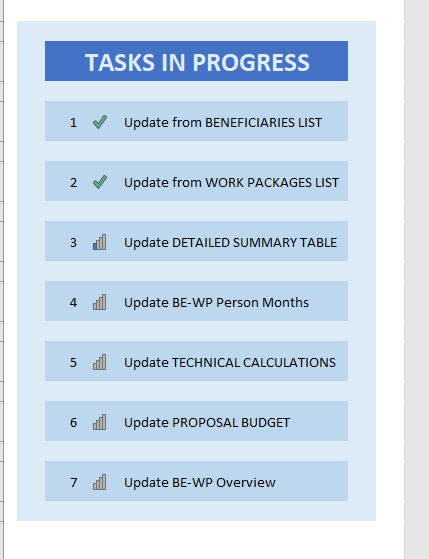 TASKS IN PROGRESS
1 Update from BENEFICIARIES LIST
2 Update from WORK PACKAGES LIST
3 Update DETAILED SUMMARY TABLE
4 Update BE-WP Person Months
5 Update TECHNICAL CALCULATIONS
6 Update PROPOSAL BUDGET
7 Update BE-WP Overview